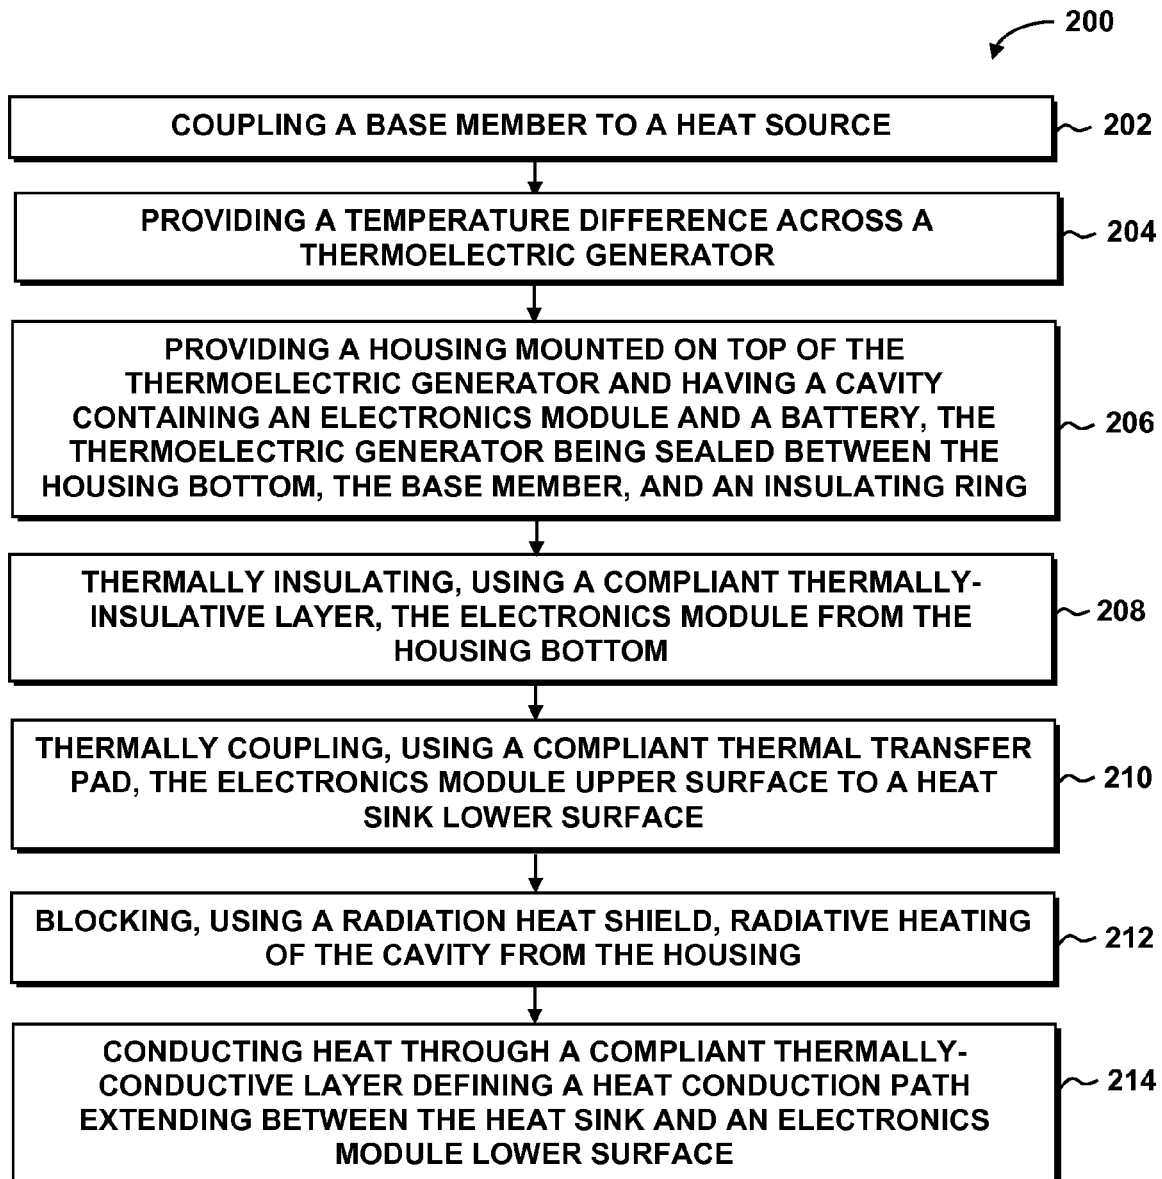 200
COUPLING A BASE MEMBER TO A HEAT SOURCE
202
PROVIDING A TEMPERATURE DIFFERENCE ACROSS A
THERMOELECTRIC GENERATOR
204
PROVIDING A HOUSING MOUNTED ON TOP OF THE
THERMOELECTRIC GENERATOR AND HAVING A CAVITY
CONTAINING AN ELECTRONICS MODULE AND A BATTERY, THE
THERMOELECTRIC GENERATOR BEING SEALED BETWEEN THE
HOUSING BOTTOM, THE BASE MEMBER, AND AN INSULATING RING
206
THERMALLY INSULATING, USING A COMPLIANT THERMALLY-
INSULATIVE LAYER, THE ELECTRONICS MODULE FROM THE
HOUSING BOTTOM
208
THERMALLY COUPLING, USING A COMPLIANT THERMAL TRANSFER
PAD, THE ELECTRONICS MODULE UPPER SURFACE TO A HEAT
SINK LOWER SURFACE
210
BLOCKING, USING A RADIATION HEAT SHIELD, RADIATIVE HEATING
OF THE CAVITY FROM THE HOUSING
212
CONDUCTING HEAT THROUGH A COMPLIANT THERMALLY-
CONDUCTIVE LAYER DEFINING A HEAT CONDUCTION PATH
EXTENDING BETWEEN THE HEAT SINK AND AN ELECTRONICS
MODULE LOWER SURFACE
214